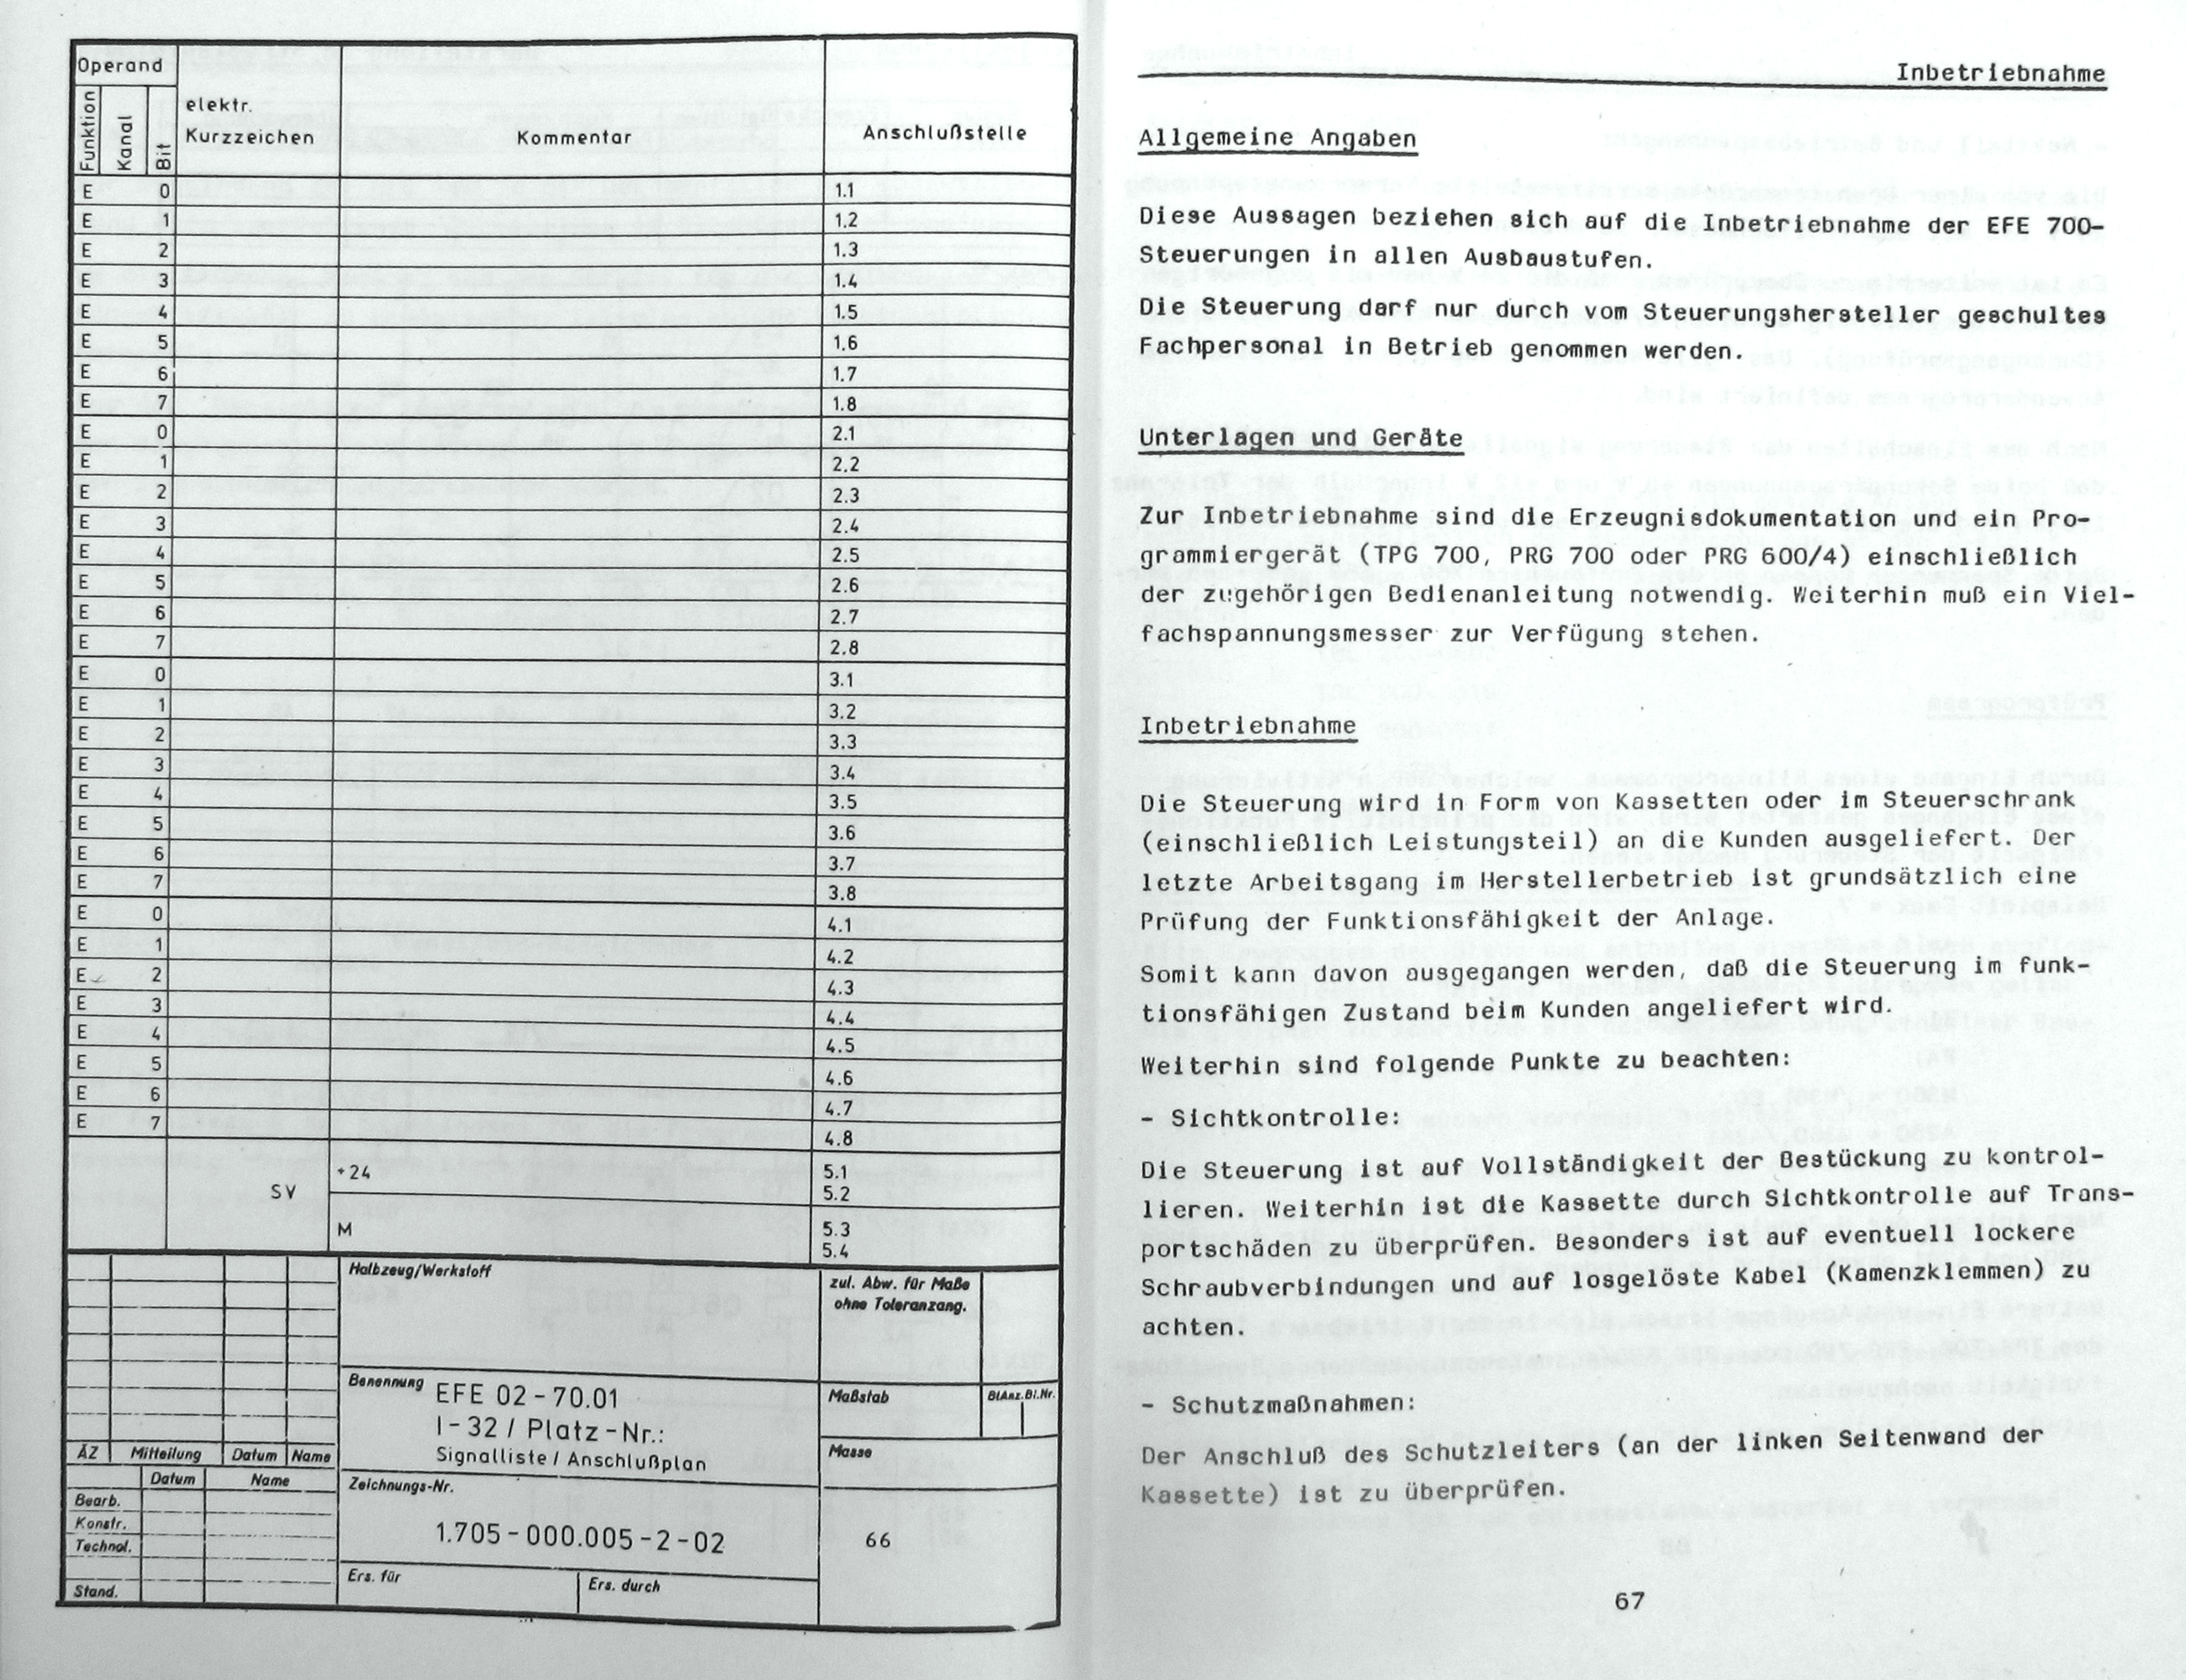 Operand
Funktion
Kanal
Bit
elektr.
Kurzzeichen
Kommentar
Anschlußstelle
E 0 1.1
E 1 1.2
E 2 1.3
E 3 1.4
E 4 1.5
E 5 1.6
E 6 1.7
E 7 1.8
E 0 2.1
E 1 2.2
E 2 2.3
E 3 2.4
E 4 2.5
E 5 2.6
E 6 2.7
E 7 2.8
E 0 3.1
E 1 3.2
E 2 3.3
E 3 3.4
E 4 3.5
E 5 3.6
E 6 3.7
E 7 3.8
E 0 4.1
E 1 4.2
E 2 4.3
E 3 4.4
E 4 4.5
E 5 4.6
E 6 4.7
E 7 4.8
SV
+24 5.1
5.2
M 5.3
5.4
Halbzeug/Werkstoff
zul. Abw. für Maße
ohne Toleranzang.
Benennung
EFE 02-70.01
I-32 / Platz-Nr.:
Signalliste / Anschlußplan
Maßstab
Bl.Anz. Bl.Nr.
Masse
ÄZ Mitteilung Datum Name
Datum Name
Bearb.
Konstr.
Technol.
Stand.
Zeichnungs-Nr.
1.705-000.005-2-02
66
Ers. für
Ers. durch
Inbetriebnahme
Allgemeine Angaben
Diese Aussagen beziehen sich auf die Inbetriebnahme der EFE 700-
Steuerungen in allen Ausbaustufen.
Die Steuerung darf nur durch vom Steuerungshersteller geschultes
Fachpersonal in Betrieb genommen werden.
Unterlagen und Geräte
Zur Inbetriebnahme sind die Erzeugnisdokumentation und ein Pro-
grammiergerät (TPG 700, PRG 700 oder PRG 600/4) einschließlich
der zugehörigen Bedienanleitung notwendig. Weiterhin muß ein Viel-
fachspannungsmesser zur Verfügung stehen.
Inbetriebnahme
Die Steuerung wird in Form von Kassetten oder im Steuerschrank
(einschließlich Leistungsteil) an die Kunden ausgeliefert. Der
letzte Arbeitsgang im Herstellerbetrieb ist grundsätzlich eine
Prüfung der Funktionsfähigkeit der Anlage.
Somit kann davon ausgegangen werden, daß die Steuerung im funk-
tionsfähigen Zustand beim Kunden angeliefert wird.
Weiterhin sind folgende Punkte zu beachten:
- Sichtkontrolle:
Die Steuerung ist auf Vollständigkeit der Bestückung zu kontrol-
lieren. Weiterhin ist die Kassette durch Sichtkontrolle auf Trans-
portschäden zu überprüfen. Besonders ist auf eventuell lockere
Schraubverbindungen und auf losgelöste Kabel (Kamenzklemmen) zu
achten.
- Schutzmaßnahmen:
Der Anschluß des Schutzleiters (an der linken Seitenwand der
Kassette) ist zu überprüfen.
67